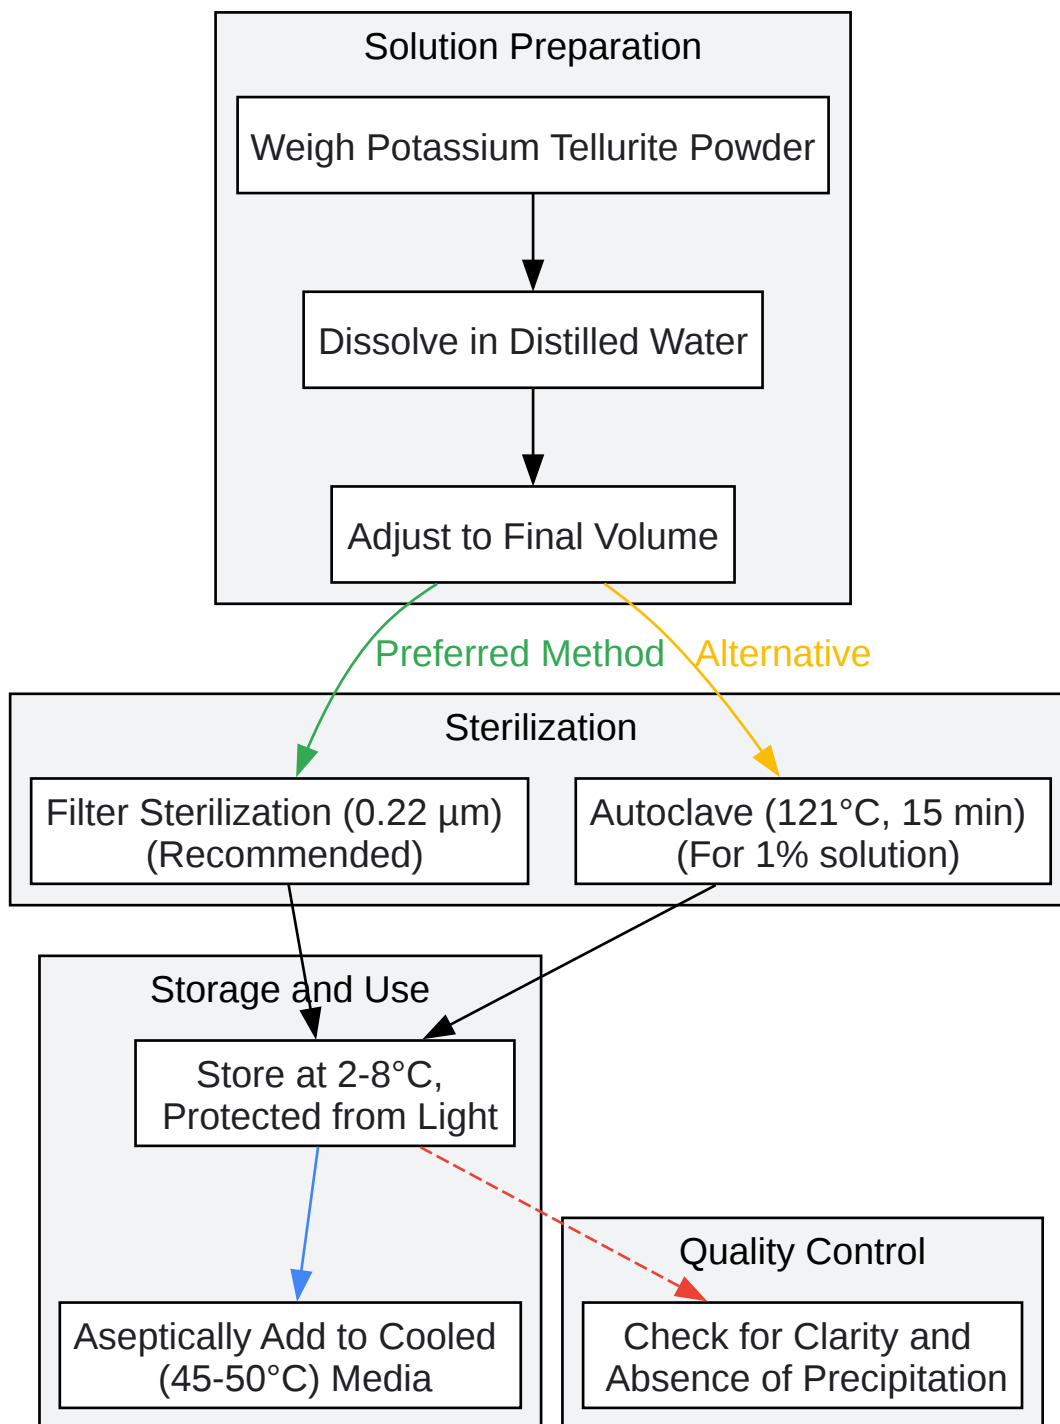 Solution Preparation
Weigh Potassium Tellurite Powder
Dissolve in Distilled Water
Adjust to Final Volume
Preferred Method
Alternative
Sterilization
Filter Sterilization (0.22 µm)
(Recommended)
Autoclave (121°C, 15 min)
(For 1% solution)
Storage and Use
Store at 2-8°C,
Protected from Light
Quality Control
Aseptically Add to Cooled
(45-50°C) Media
Check for Clarity and
Absence of Precipitation